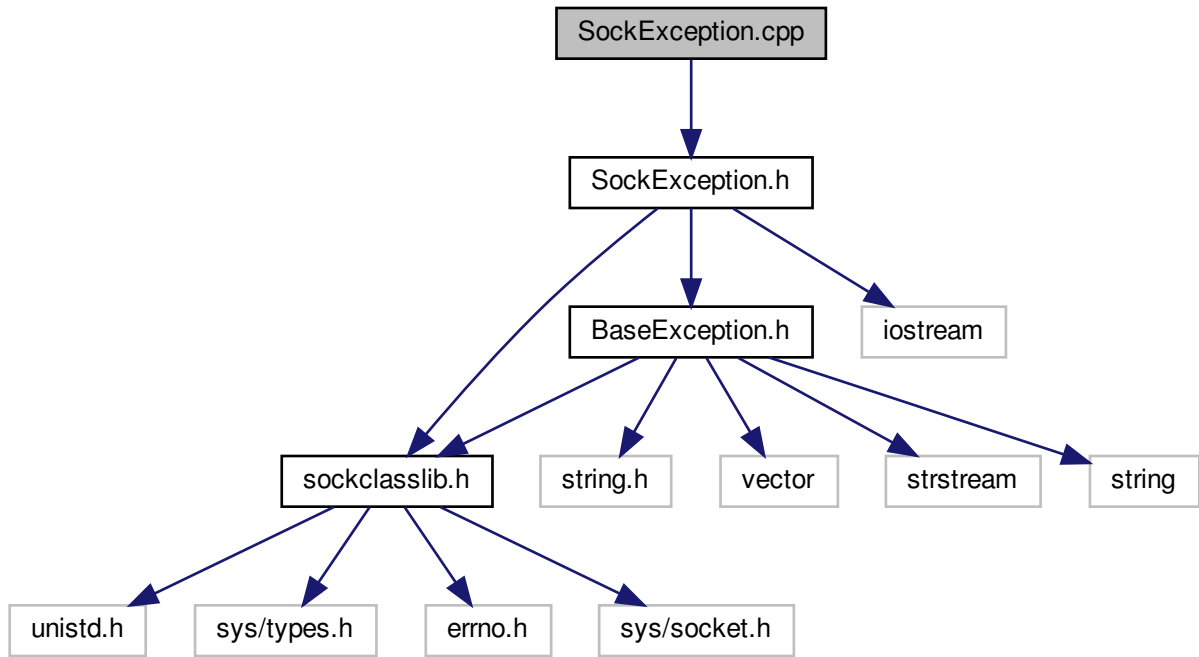 SockException.cpp
SockException.h
BaseException.h
iostream
sockclasslib.h
string.h
vector
strstream
string
unistd.h
sys/types.h
errno.h
sys/socket.h